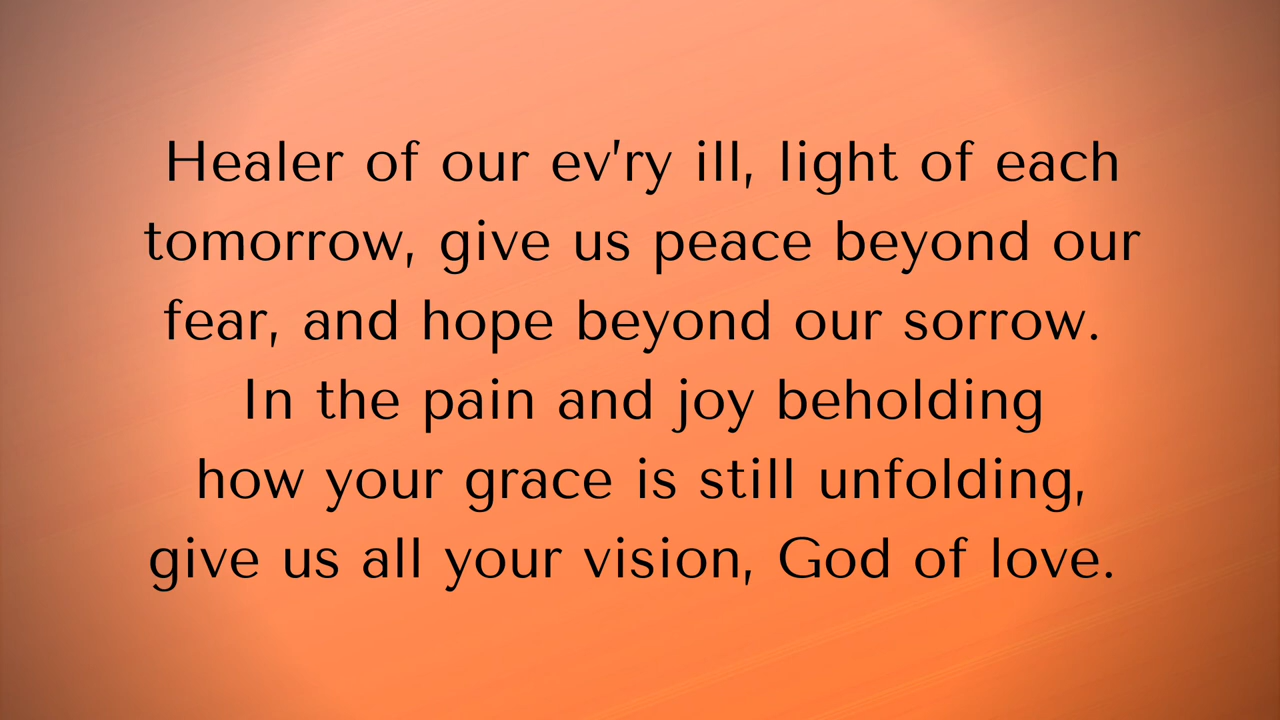 Healer of our ev'ry ill, light of each
tomorrow, give us peace beyond our
fear, and hope beyond our sorrow.
In the pain and joy beholding
how your grace is still unfolding,
give us all your vision, God of love.